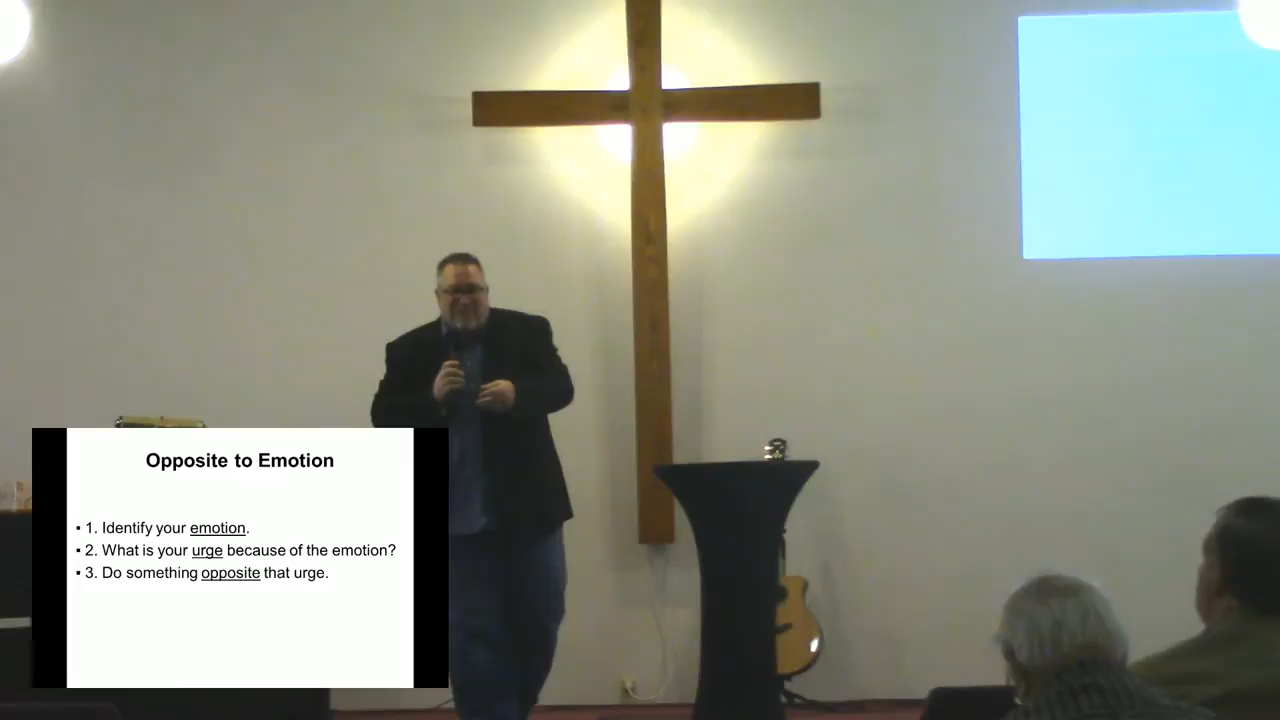 Opposite to Emotion
▪ 1. Identify your emotion.
▪ 2. What is your urge because of the emotion?
▪ 3. Do something opposite that urge.